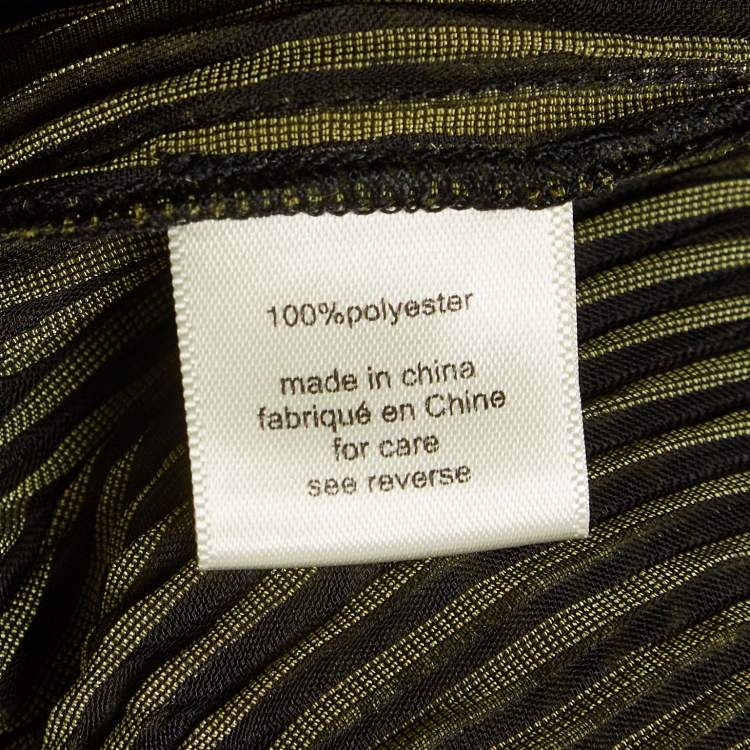 100%polyester
made in china
fabriqué en Chine
for care
see reverse